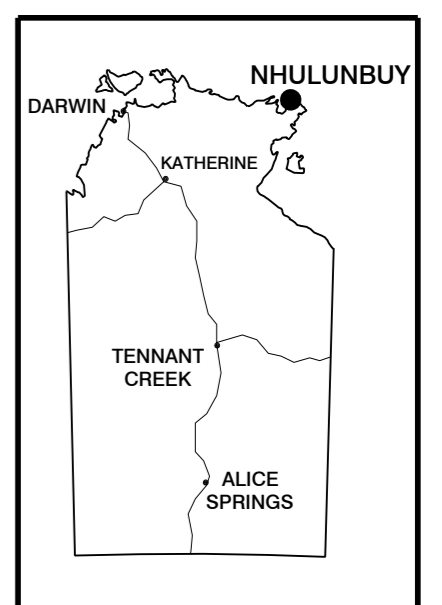 NHULUNBUY
DARWIN
KATHERINE
TENNANT
CREEK
ALICE
SPRINGS